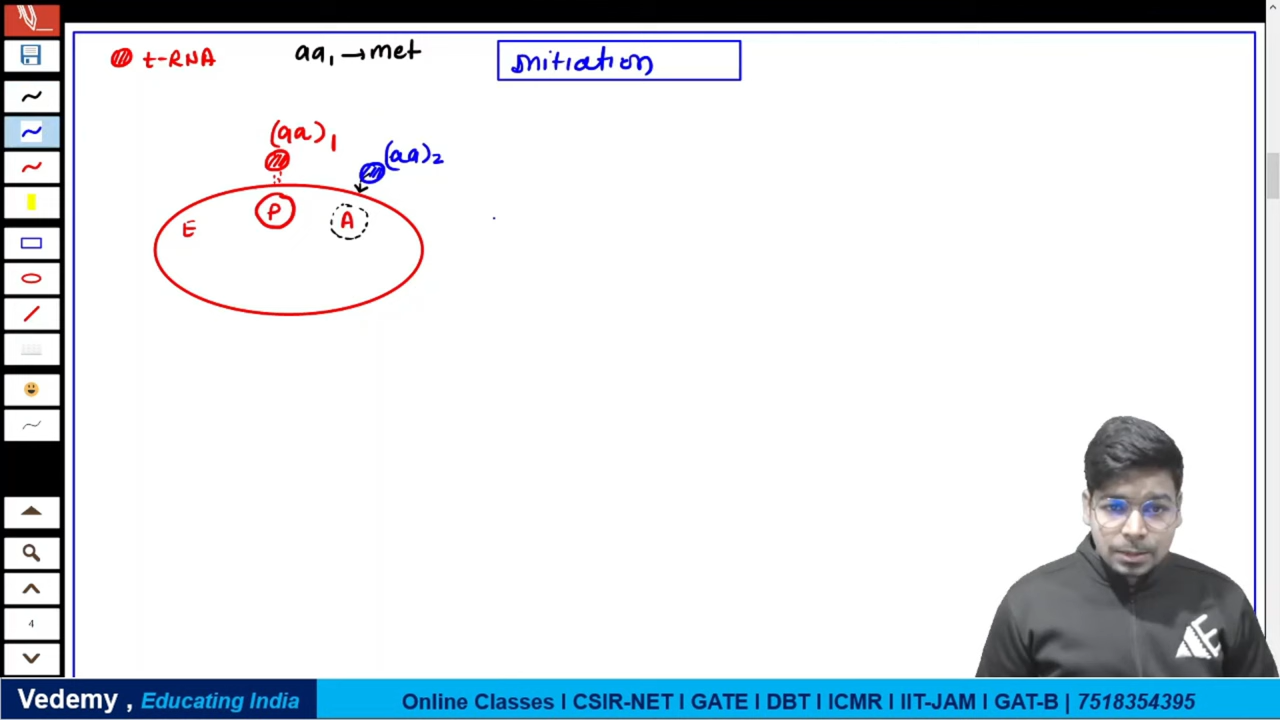 t-RNA
aa₁ → met
Initiation
(aa)₁
(aa)₂
E
P
A
4
Vedemy , Educating India
Online Classes I CSIR-NET I GATE I DBT I ICMR I IIT-JAM I GAT-B I 7518354395